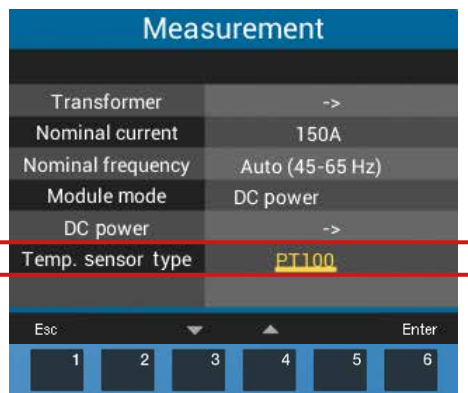 Measurement
Transformer ->
Nominal current 150A
Nominal frequency Auto (45-65 Hz)
Module mode DC power
DC power ->
Temp. sensor type PT100
Esc Enter
1 2 3 4 5 6